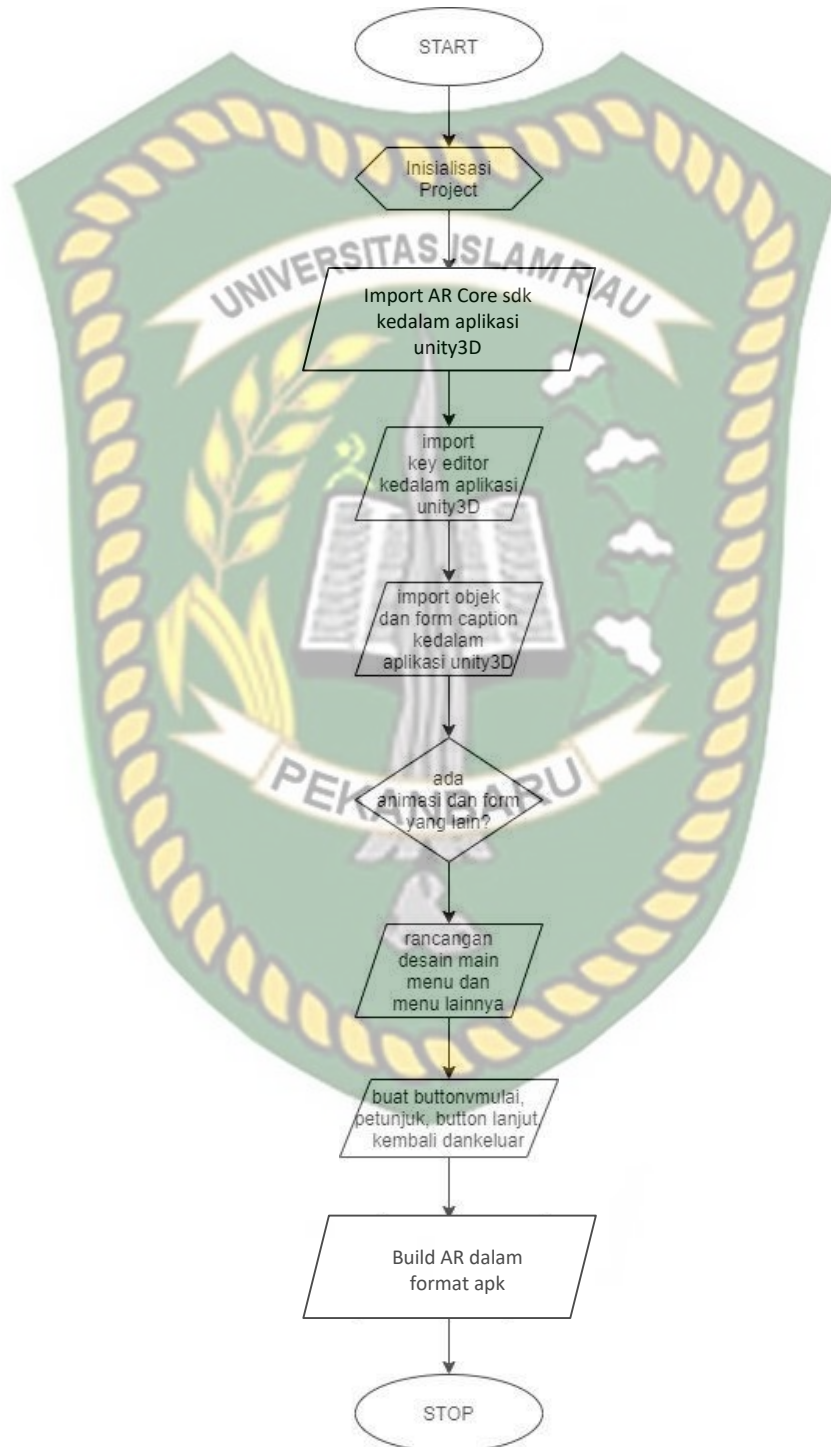 START
Inisialisasi
Project
UNIVERSITAS ISLAM RIAU
Import AR Core sdk
kedalam aplikasi
unity3D
import
key editor
kedalam aplikasi
unity3D
import objek
dan form caption
kedalam
aplikasi unity3D
ada
animasi dan form
yang lain?
PEKANBARU
rancangan
desain main
menu dan
menu lainnya
buat buttonvmulai,
petunjuk, button lanjut,
kembali dankeluar
Build AR dalam
format apk
STOP